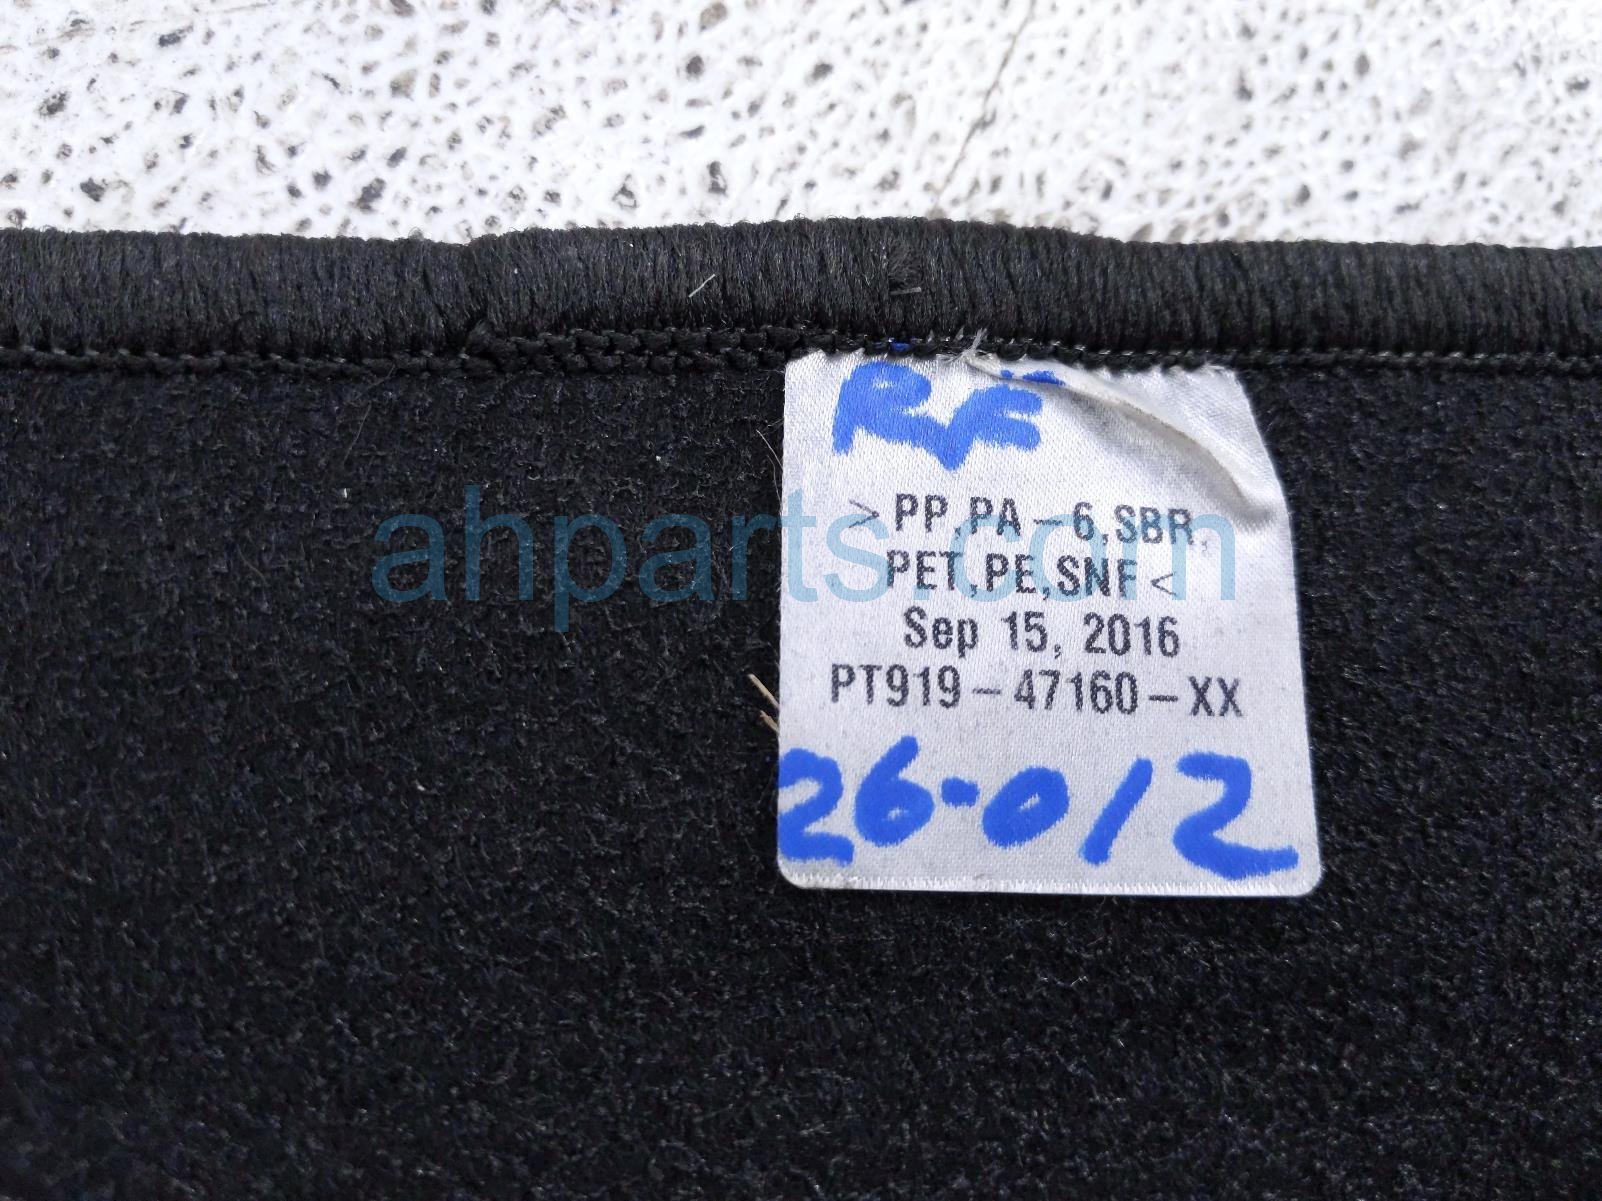 RF
>PP,PA-6,SBR,
PET,PE,SNF<
Sep 15, 2016
PT919-47160-XX
26-012
ahparts.com